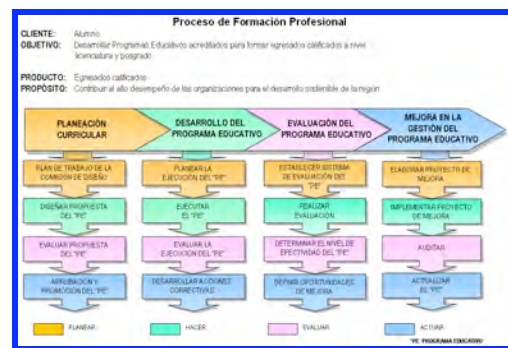 Proceso de Formación Profesional
CLIENTE: Alumno
OBJETIVO: Desarrollar Programas Educativos acreditados para formar egresados calificados a nivel
licenciatura y posgrado
PRODUCTO: Egresados calificados
PROPÓSITO: Contribuir al alto desempeño de las organizaciones para el desarrollo sostenible de la región
PLANEACIÓN
CURRICULAR
DESARROLLO DEL
PROGRAMA EDUCATIVO
EVALUACIÓN DEL
PROGRAMA EDUCATIVO
MEJORA EN LA
GESTIÓN DEL
PROGRAMA EDUCATIVO
PLAN DE TRABAJO DE LA
COMISIÓN DE DISEÑO
PLANEAR LA
EJECUCIÓN DEL "PE"
ESTABLECER SISTEMA
DE EVALUACIÓN DEL
"PE"
ELABORAR PROYECTO DE
MEJORA
DISEÑAR PROPUESTA
DEL "PE"
EJECUTAR
EL "PE"
REALIZAR
EVALUACIÓN
IMPLEMENTAR PROYECTO
DE MEJORA
EVALUAR PROPUESTA
DEL "PE"
EVALUAR LA
EJECUCIÓN DEL "PE"
DETERMINAR EL NIVEL DE
EFECTIVIDAD DEL "PE"
AUDITAR
APROBACIÓN Y
PROMOCIÓN DEL "PE"
DESARROLLAR ACCIONES
CORRECTIVAS
DEFINIR OPORTUNIDADES
DE MEJORA
ACTUALIZAR
EL "PE"
PLANEAR
HACER
EVALUAR
ACTUAR
"PE" PROGRAMA EDUCATIVO